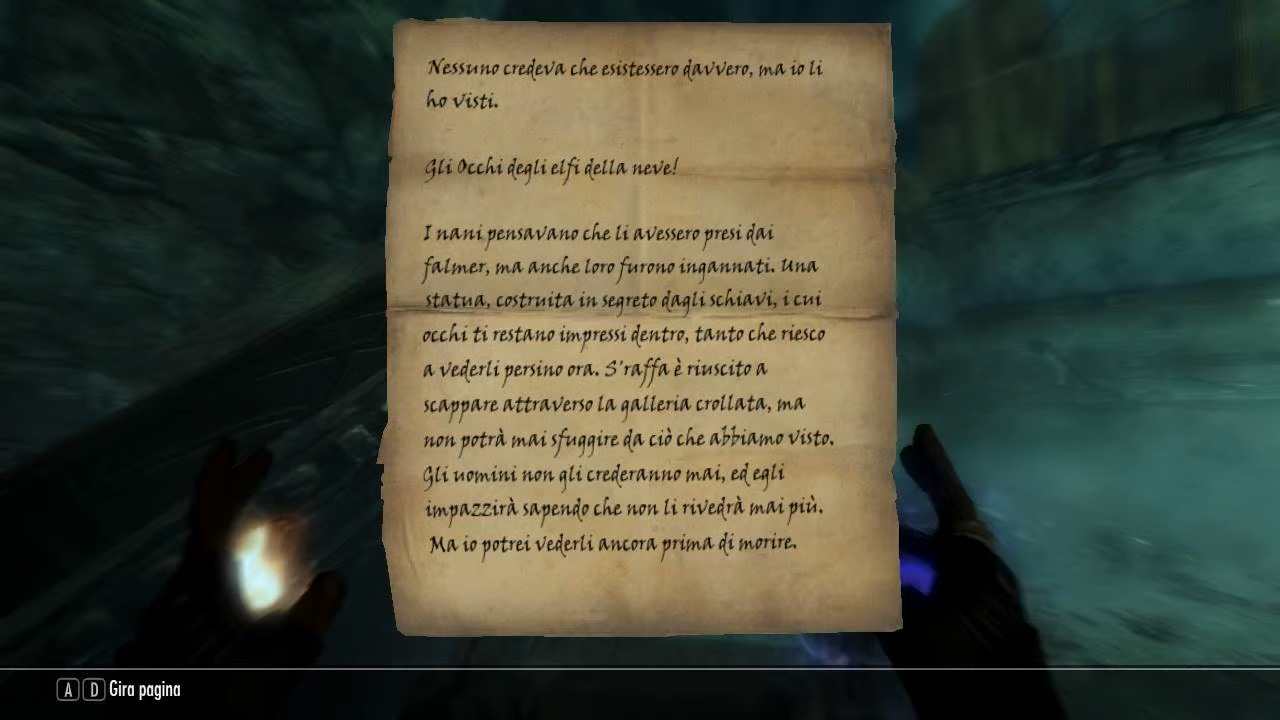 Nessuno credeva che esistessero davvero, ma io li
ho visti.
Gli Occhi degli elfi della neve!
I nani pensavano che li avessero presi dai
falmer, ma anche loro furono ingannati. Una
statua, costruita in segreto dagli schiavi, i cui
occhi ti restano impressi dentro, tanto che riesco
a vederli persino ora. S'raffa è riuscito a
scappare attraverso la galleria crollata, ma
non potrà mai sfuggire da ciò che abbiamo visto.
Gli uomini non gli crederanno mai, ed egli
impazzirà sapendo che non li rivedrà mai più.
Ma io potrei vederli ancora prima di morire.
A D Gira pagina